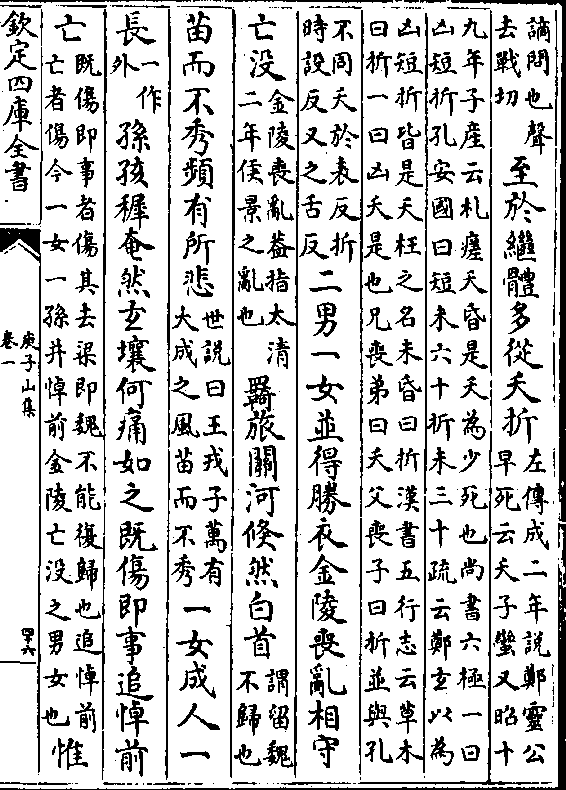 謫問也聲
去戰切
至於繼體多從夭折
左傳成二年說鄭靈公
早死云夭子蠻又昭十
九年子產云札瘥夭昏是夭為少死也尚書六極一曰
凶短折孔安國曰短未六十折未三十疏云鄭玄以為
凶短折皆是夭枉之名未昏曰折漢書五行志云草木
曰折一曰凶夭是也兄喪弟曰夭父喪子曰折並與孔
不同夭於表反折
時設反又之舌反
二男一女並得勝衣金陵喪亂相守
亡没
金陵喪亂蓋指太清
二年侯景之亂也
羈旅關河倏然白首
謂留魏
不歸也
苗而不秀頻有所悲
世說曰王戎子萬有
大成之風苗而不秀
一女成人一
長
一作
外
孫孩穉奄然玄壤何痛如之既傷即事追悼前
亡
既傷即事者傷其去梁即魏不能復歸也追悼前
亡者傷今一女一孫并悼前金陵亡没之男女也
惟
欽定四庫全書
庾子山集
卷一
四十六